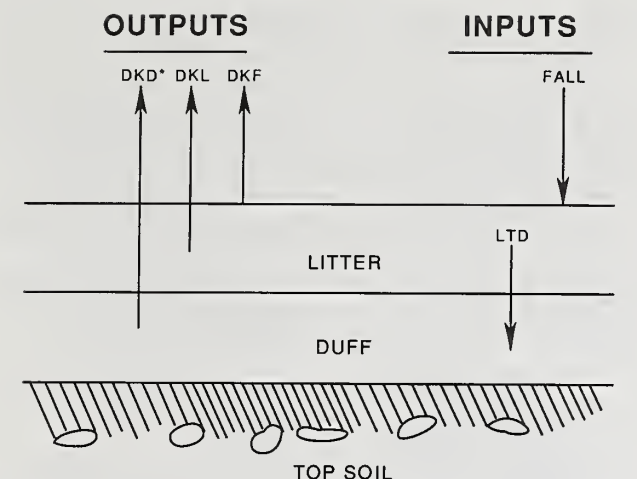 OUTPUTS INPUTS
DKD* DKL DKF FALL
LTD
LITTER
DUFF
TOP SOIL